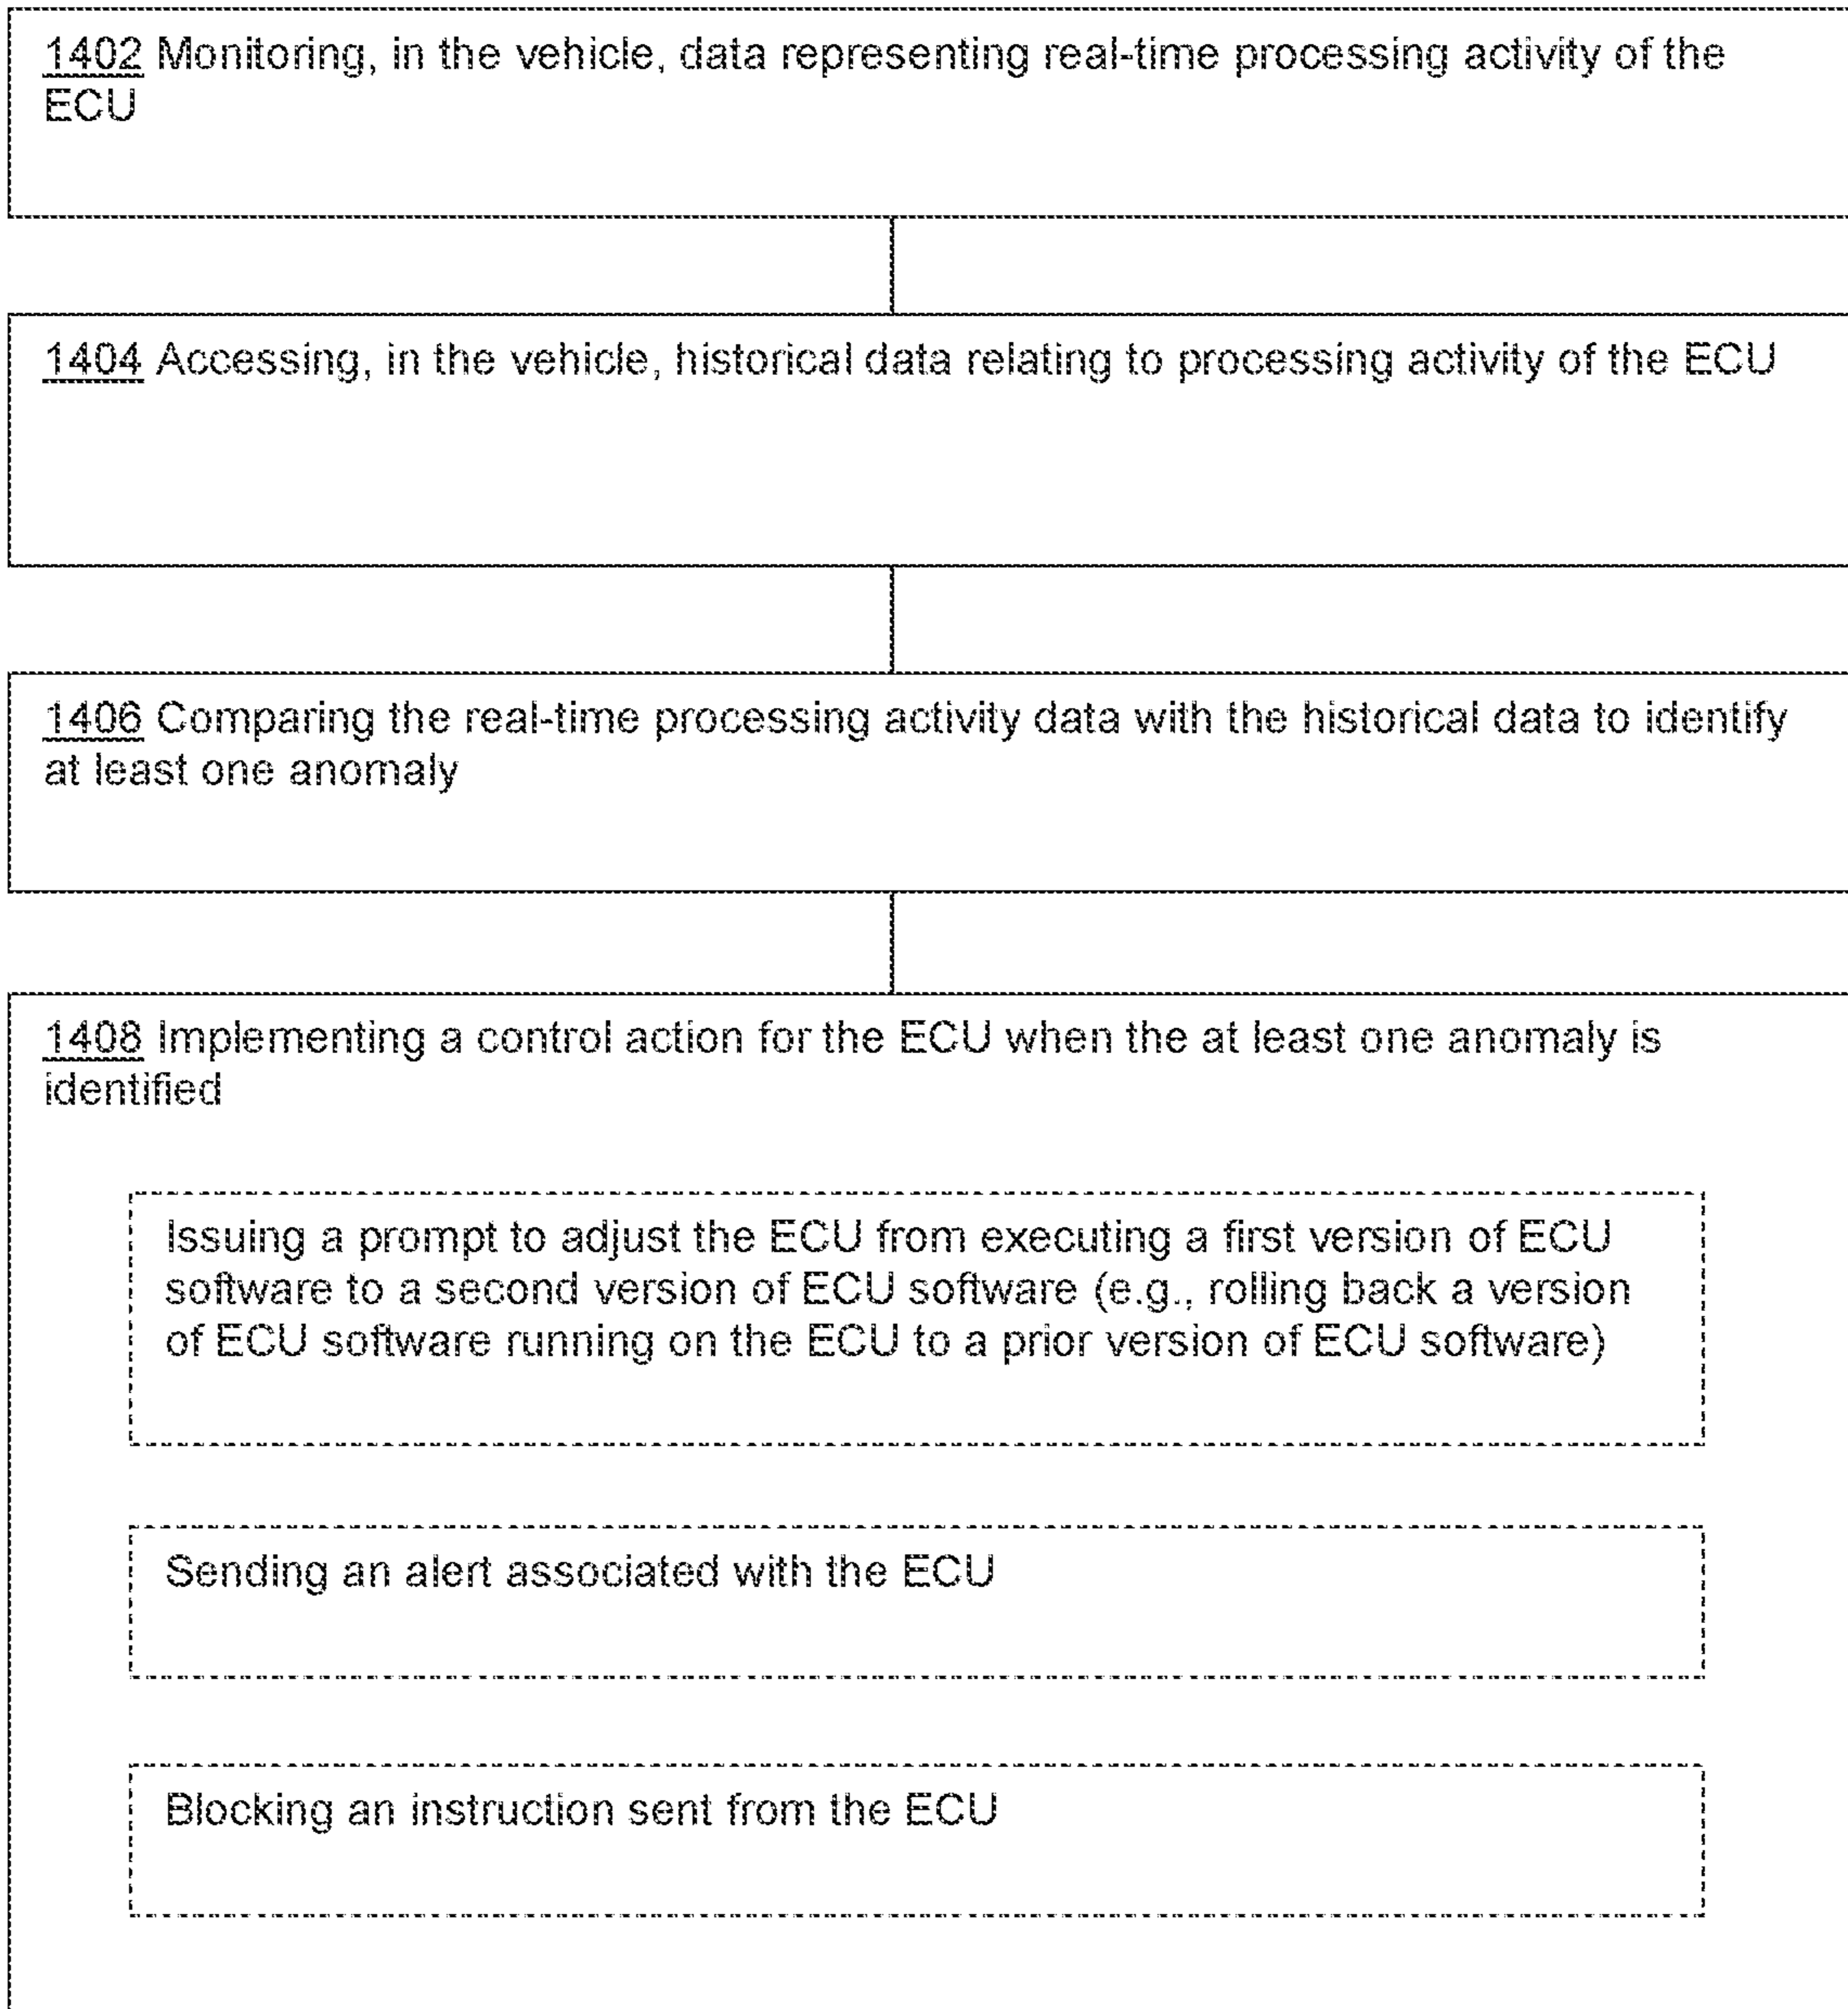 1402 Monitoring, in the vehicle, data representing real-time processing activity of the
ECU
1404 Accessing, in the vehicle, historical data relating to processing activity of the ECU
1406 Comparing the real-time processing activity data with the historical data to identify
at least one anomaly
1408 Implementing a control action for the ECU when the at least one anomaly is
identified
Issuing a prompt to adjust the ECU from executing a first version of ECU
software to a second version of ECU software (e.g., rolling back a version
of ECU software running on the ECU to a prior version of ECU software)
Sending an alert associated with the ECU
Blocking an instruction sent from the ECU